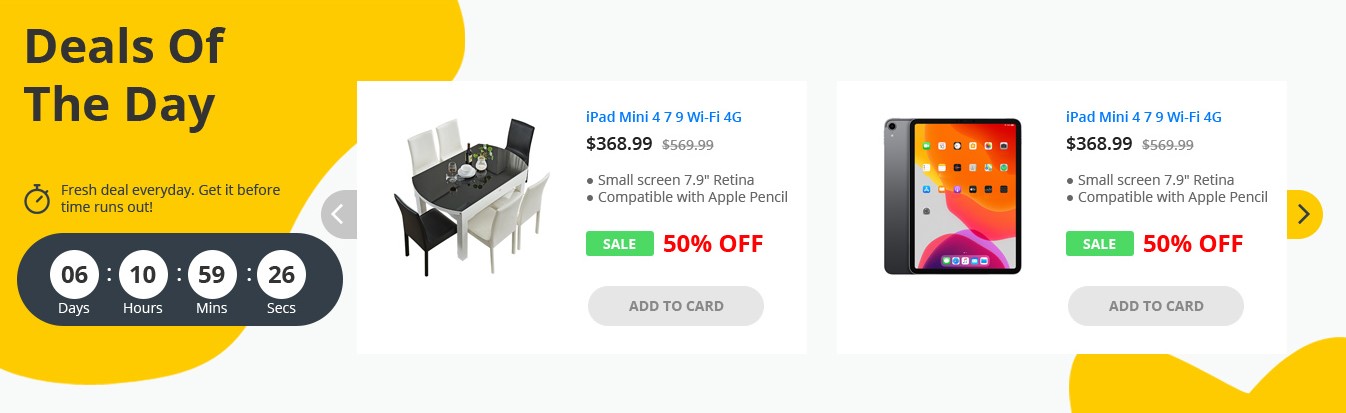 Deals Of
The Day
Fresh deal everyday. Get it before
time runs out!
06 : 10 : 59 : 26
Days Hours Mins Secs
iPad Mini 4 7 9 Wi-Fi 4G
$368.99 $569.99
● Small screen 7.9" Retina
● Compatible with Apple Pencil
SALE 50% OFF
ADD TO CARD
iPad Mini 4 7 9 Wi-Fi 4G
$368.99 $569.99
● Small screen 7.9" Retina
● Compatible with Apple Pencil
SALE 50% OFF
ADD TO CARD